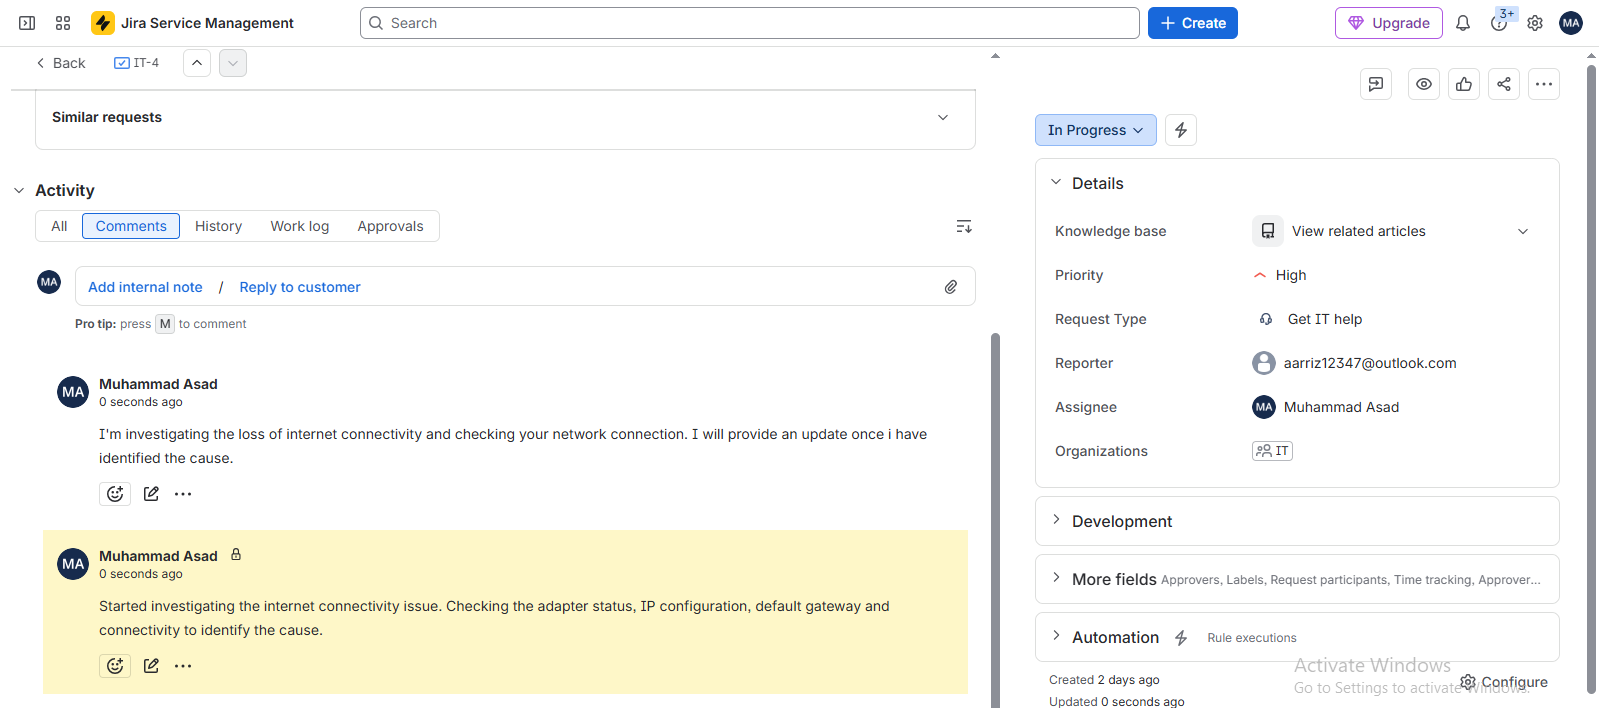 Jira Service Management
Search
Create
Upgrade
3+
MA
Back
IT-4
Similar requests
Activity
All
Comments
History
Work log
Approvals
MA
Add internal note / Reply to customer
Pro tip: press M to comment
MA
Muhammad Asad
0 seconds ago
I'm investigating the loss of internet connectivity and checking your network connection. I will provide an update once i have
identified the cause.
MA
Muhammad Asad
0 seconds ago
Started investigating the internet connectivity issue. Checking the adapter status, IP configuration, default gateway and
connectivity to identify the cause.
In Progress
Details
Knowledge base
View related articles
Priority
High
Request Type
Get IT help
Reporter
aarriz12347@outlook.com
Assignee
MA Muhammad Asad
Organizations
IT
Development
More fields Approvers, Labels, Request participants, Time tracking, Approver...
Automation
Rule executions
Created 2 days ago
Updated 0 seconds ago
Configure
Activate Windows
Go to Settings to activate Windows.